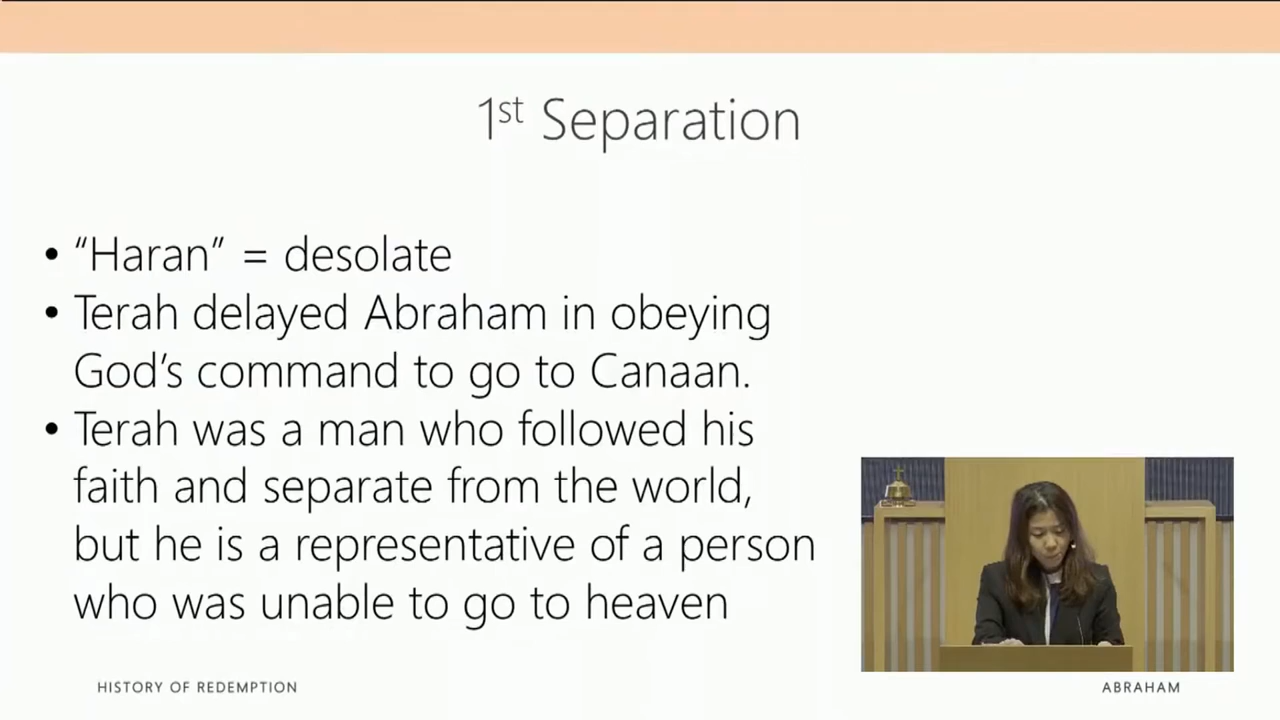 1st Separation
• “Haran” = desolate
• Terah delayed Abraham in obeying
God’s command to go to Canaan.
• Terah was a man who followed his
faith and separate from the world,
but he is a representative of a person
who was unable to go to heaven
HISTORY OF REDEMPTION
ABRAHAM